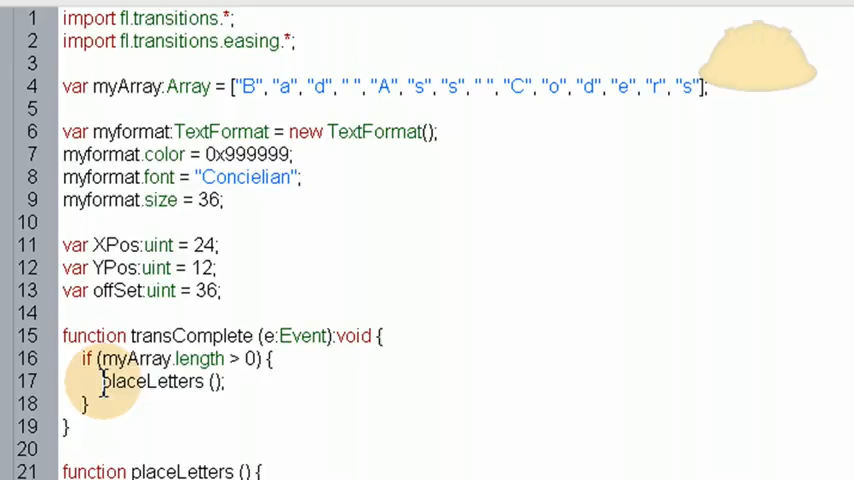 1 import fl.transitions.*;
2 import fl.transitions.easing.*;
3
4 var myArray:Array = ["B", "a", "d", " ", "A", "s", "s", " ", "C", "o", "d", "e", "r", "s"];
5
6 var myformat:TextFormat = new TextFormat();
7 myformat.color = 0x999999;
8 myformat.font = "Concielian";
9 myformat.size = 36;
10
11 var XPos:uint = 24;
12 var YPos:uint = 12;
13 var offSet:uint = 36;
14
15 function transComplete (e:Event):void {
16 if (myArray.length > 0) {
17 placeLetters ();
18 }
19 }
20
21 function placeLetters () {